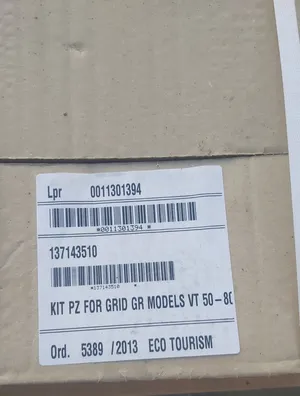 Lpr 0011301394
*0011301394 *
137143510
*137143510 *
KIT PZ FOR GRID GR MODELS VT 50-80
Ord. 5389 /2013 ECO TOURISM